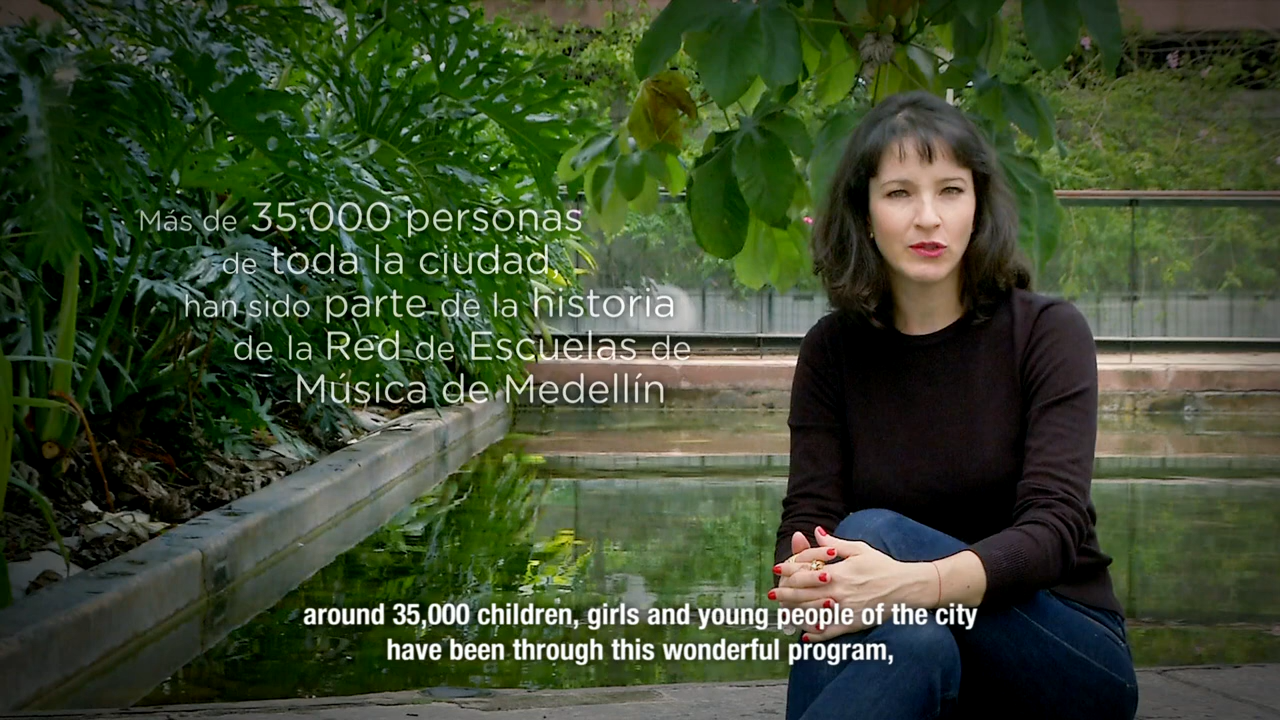 Más de 35.000 personas
de toda la ciudad,
han sido parte de la historia
de la Red de Escuelas de
Música de Medellín
around 35,000 children, girls and young people of the city
have been through this wonderful program,